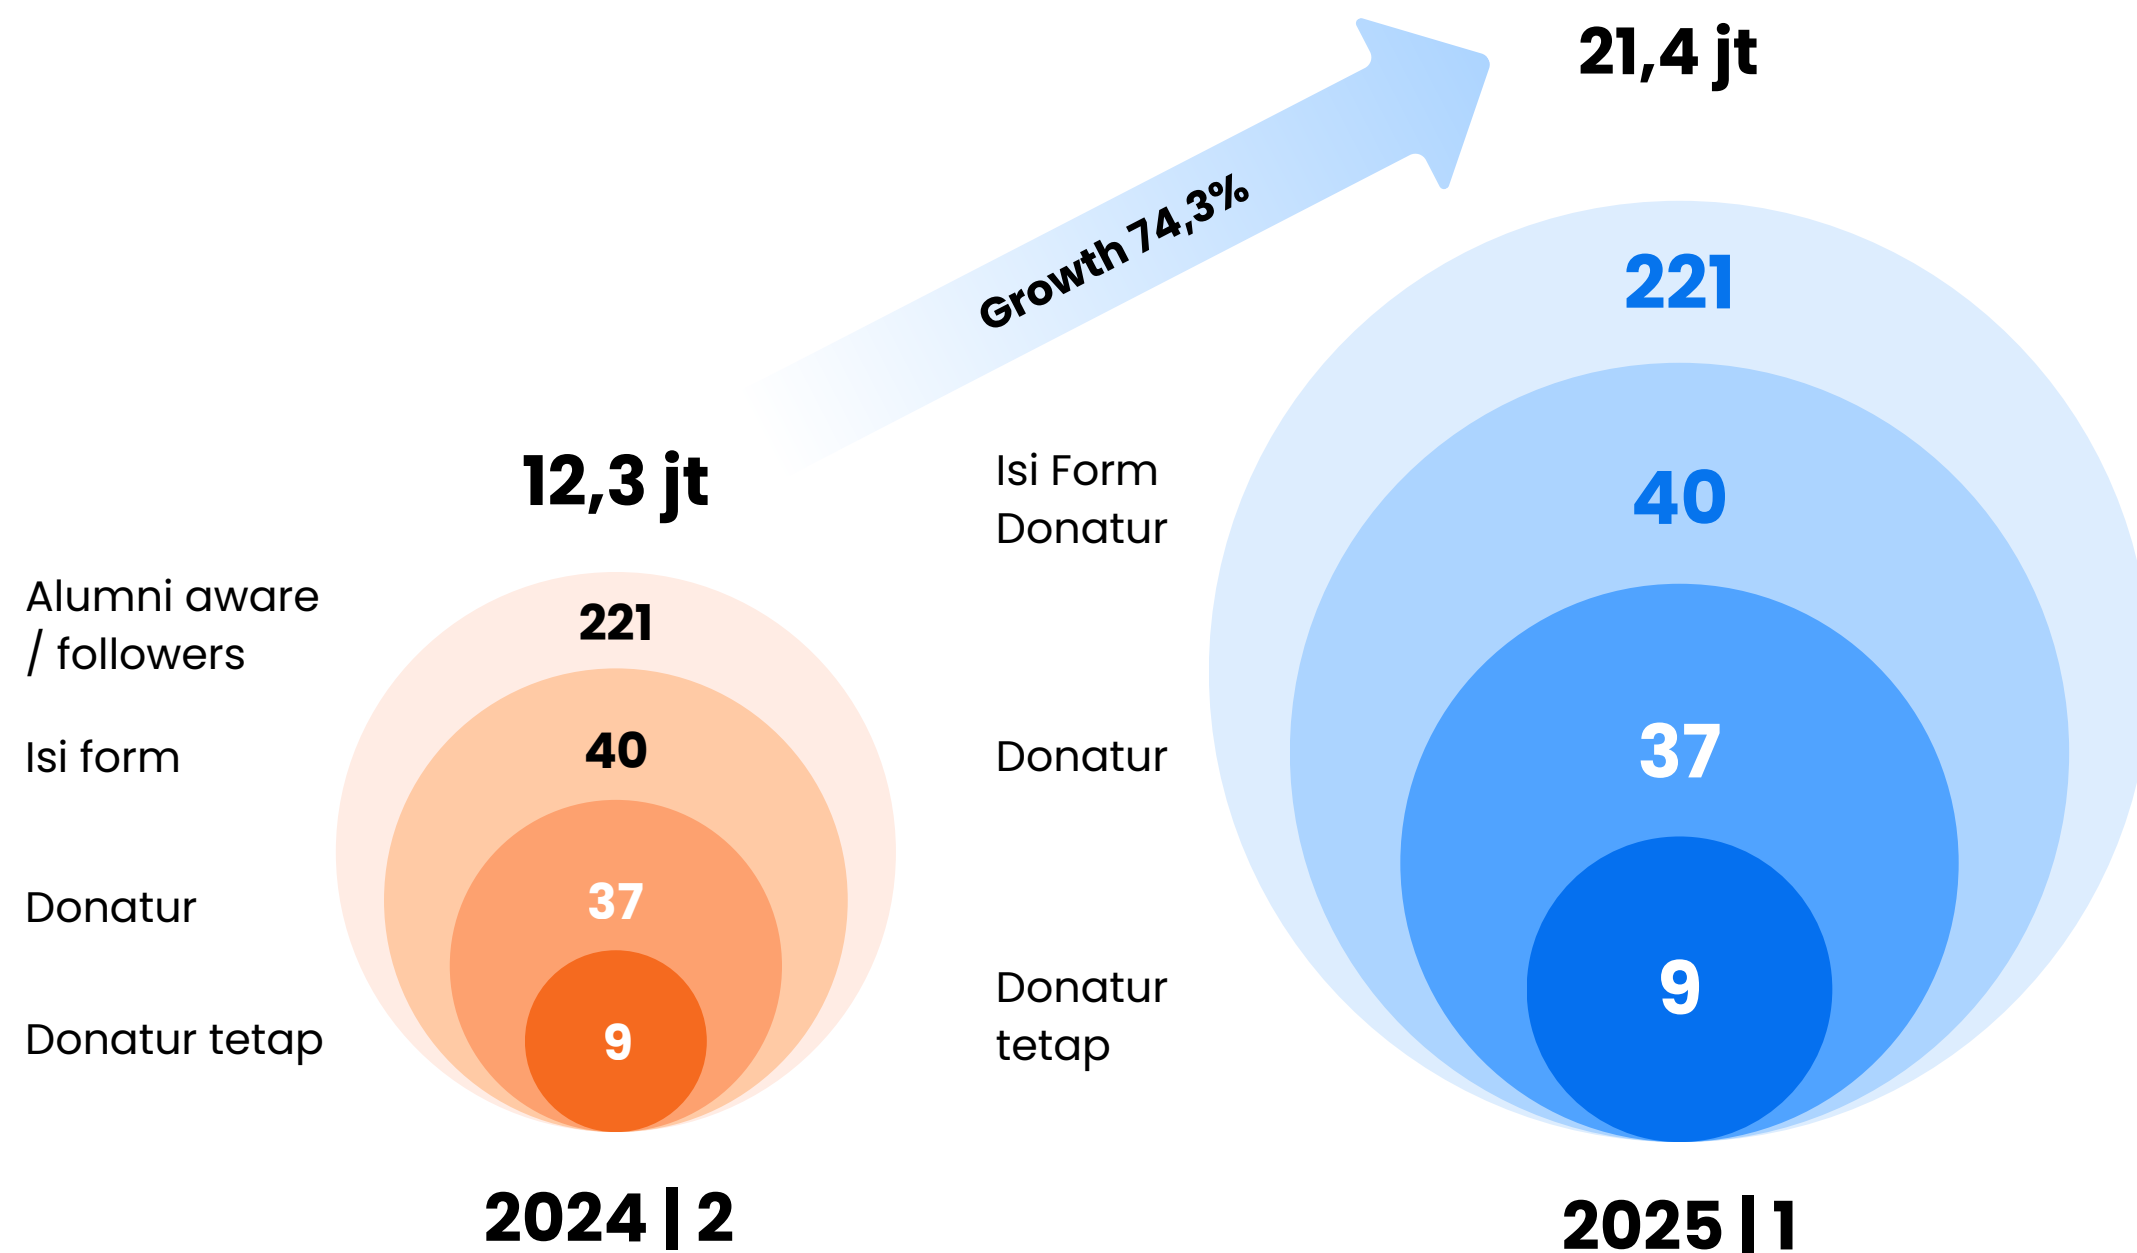 21,4 jt
Growth 74,3%
12,3 jt
Alumni aware
/ followers
221
Isi form
40
Donatur
37
Donatur tetap
9
2024 | 2
221
Isi Form
Donatur
40
Donatur
37
Donatur
tetap
9
2025 | 1